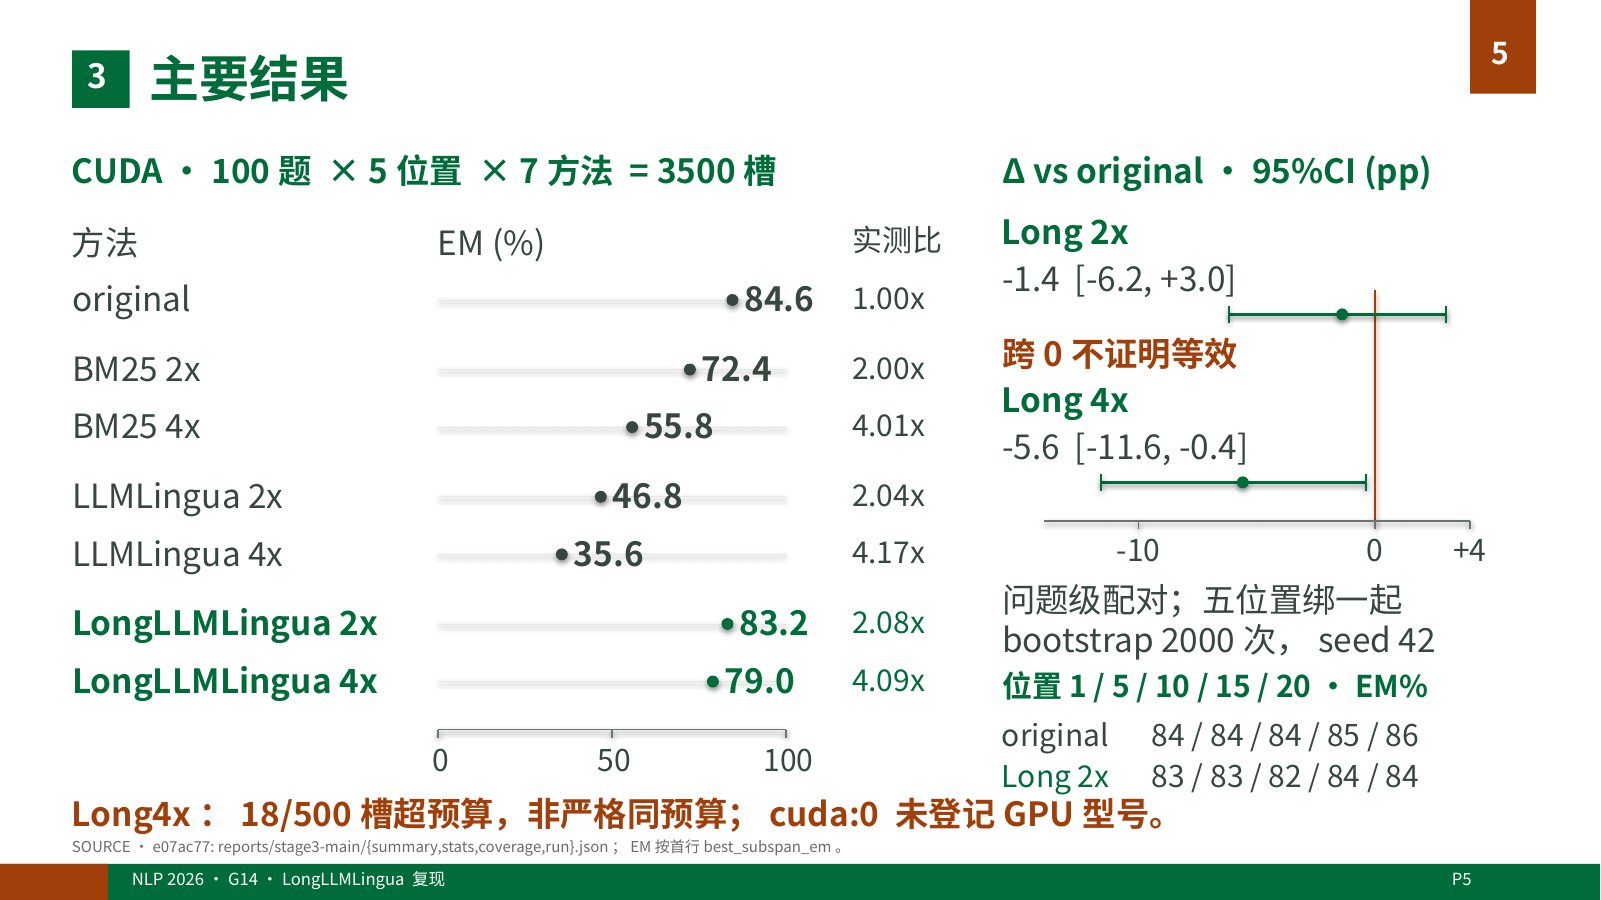 3 主要结果
5
CUDA · 100 题 × 5 位置 × 7 方法 = 3500 槽
方法 EM (%) 实测比
original 84.6 1.00x
BM25 2x 72.4 2.00x
BM25 4x 55.8 4.01x
LLMLingua 2x 46.8 2.04x
LLMLingua 4x 35.6 4.17x
LongLLMLingua 2x 83.2 2.08x
LongLLMLingua 4x 79.0 4.09x
0 50 100
Δ vs original · 95%CI (pp)
Long 2x
-1.4 [-6.2, +3.0]
跨 0 不证明等效
Long 4x
-5.6 [-11.6, -0.4]
-10 0 +4
问题级配对；五位置绑一起
bootstrap 2000 次， seed 42
位置 1 / 5 / 10 / 15 / 20 · EM%
original 84 / 84 / 84 / 85 / 86
Long 2x 83 / 83 / 82 / 84 / 84
Long4x： 18/500 槽超预算，非严格同预算； cuda:0 未登记 GPU 型号。
SOURCE · e07ac77: reports/stage3-main/{summary,stats,coverage,run}.json； EM 按首行 best_subspan_em 。
NLP 2026 · G14 · LongLLMLingua 复现 P5